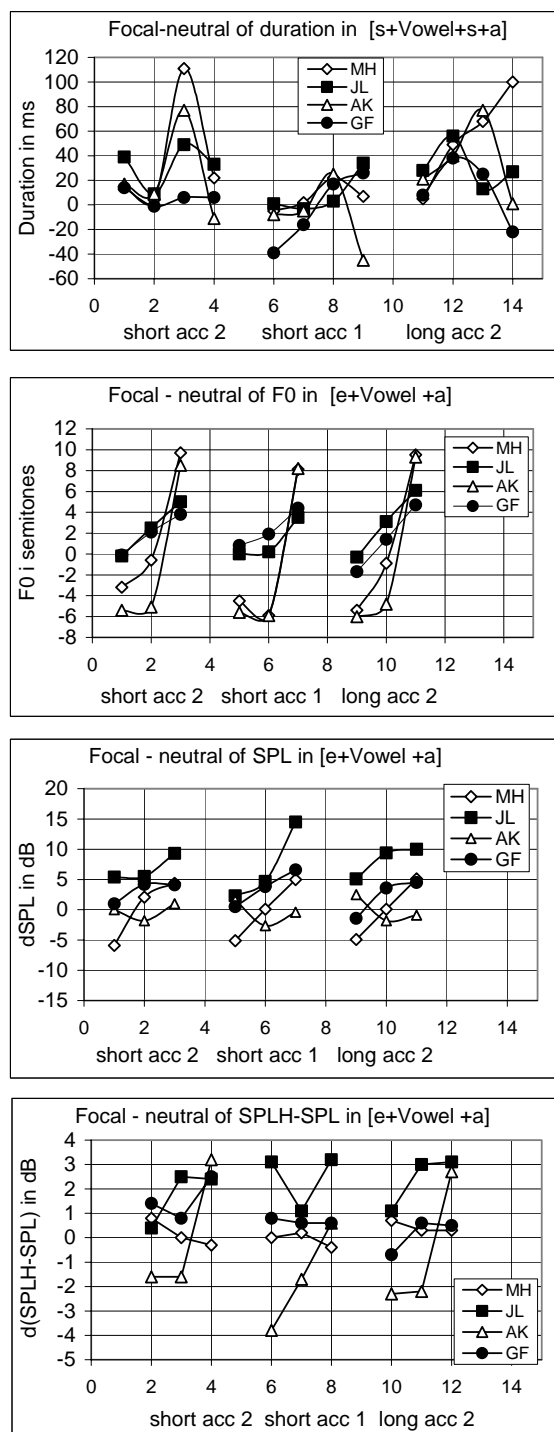 Focal-neutral of duration in [s+Vowel+s+a]
MH
JL
AK
GF
Duration in ms
120
100
80
60
40
20
0
-20
-40
-60
0 2 4 6 8 10 12 14
short acc 2 short acc 1 long acc 2
Focal - neutral of F0 in [e+Vowel +a]
MH
JL
AK
GF
F0 i semitones
12
10
8
6
4
2
0
-2
-4
-6
-8
0 2 4 6 8 10 12 14
short acc 2 short acc 1 long acc 2
Focal - neutral of SPL in [e+Vowel +a]
MH
JL
AK
GF
dSPL in dB
20
15
10
5
0
-5
-10
-15
0 2 4 6 8 10 12 14
short acc 2 short acc 1 long acc 2
Focal - neutral of SPLH-SPL in [e+Vowel +a]
d(SPLH-SPL) in dB
4
3
2
1
0
-1
-2
-3
-4
-5
MH
JL
AK
GF
0 2 4 6 8 10 12 14
short acc 2 short acc 1 long acc 2